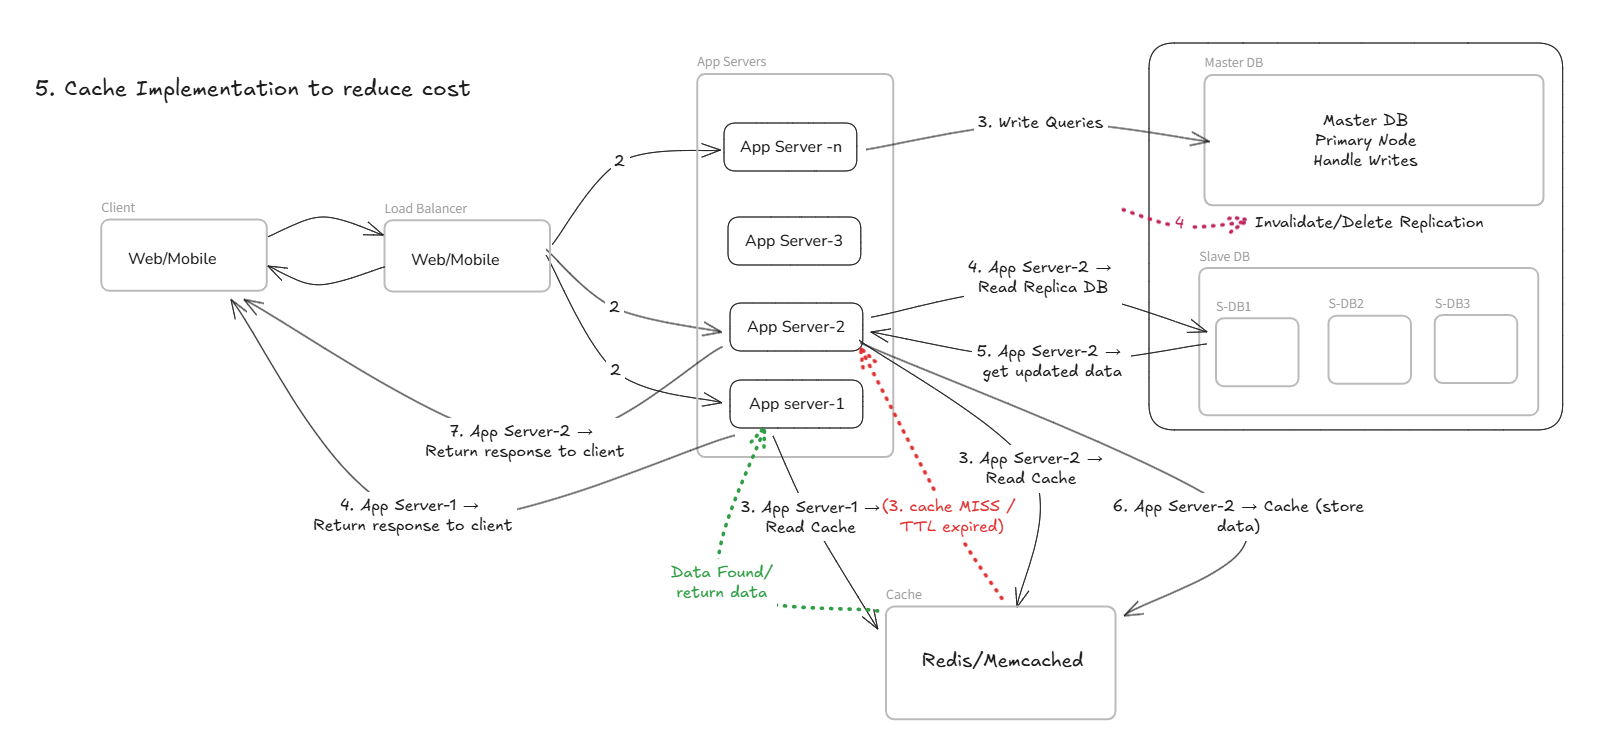 5. Cache Implementation to reduce cost
App Servers
Master DB
Master DB
Primary Node
Handle Writes
3. Write Queries
App Server -n
2
Client
Load Balancer
Web/Mobile
Web/Mobile
App Server-3
4
Invalidate/Delete Replication
Slave DB
4. App Server-2 →
Read Replica DB
S-DB1
S-DB2
S-DB3
2
App Server-2
5. App Server-2 →
get updated data
2
App server-1
7. App Server-2 →
Return response to client
3. App Server-2 →
Read Cache
4. App Server-1 →
Return response to client
3. App Server-1 →
Read Cache
(3. cache MISS /
TTL expired)
6. App Server-2 → Cache (store
data)
Data Found/
return data
Cache
Redis/Memcached